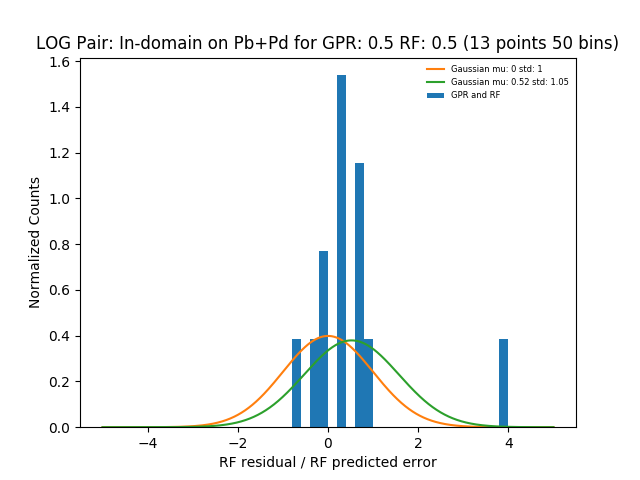 LOG Pair: In-domain on Pb+Pd for GPR: 0.5 RF: 0.5 (13 points 50 bins)
Gaussian mu: 0 std: 1
Gaussian mu: 0.52 std: 1.05
GPR and RF
Normalized Counts
1.6
1.4
1.2
1.0
0.8
0.6
0.4
0.2
0.0
−4 −2 0 2 4
RF residual / RF predicted error